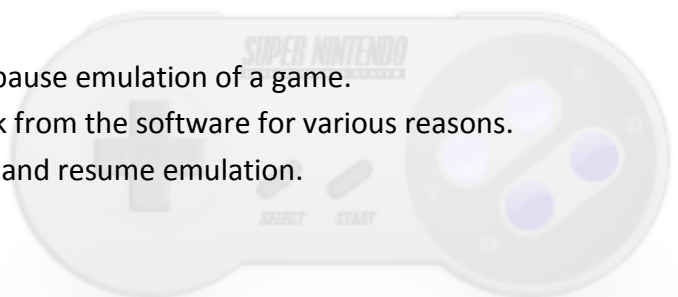 SUPER NINTENDO
pause emulation of a game.
k from the software for various reasons.
and resume emulation.
SELECT START